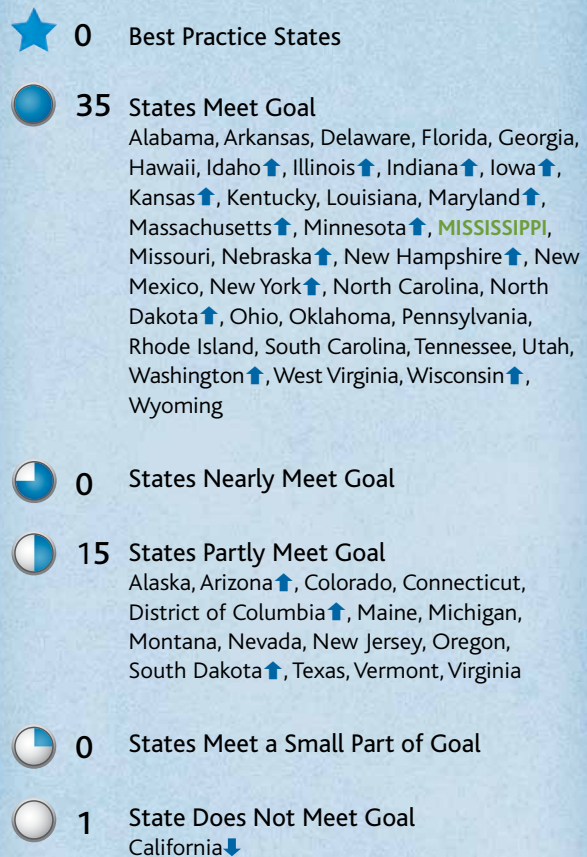 0 Best Practice States
35 States Meet Goal
Alabama, Arkansas, Delaware, Florida, Georgia,
Hawaii, Idaho⬆, Illinois⬆, Indiana⬆, Iowa⬆,
Kansas⬆, Kentucky, Louisiana, Maryland⬆,
Massachusetts⬆, Minnesota⬆, MISSISSIPPI,
Missouri, Nebraska⬆, New Hampshire⬆, New
Mexico, New York⬆, North Carolina, North
Dakota⬆, Ohio, Oklahoma, Pennsylvania,
Rhode Island, South Carolina, Tennessee, Utah,
Washington⬆, West Virginia, Wisconsin⬆,
Wyoming
0 States Nearly Meet Goal
15 States Partly Meet Goal
Alaska, Arizona⬆, Colorado, Connecticut,
District of Columbia⬆, Maine, Michigan,
Montana, Nevada, New Jersey, Oregon,
South Dakota⬆, Texas, Vermont, Virginia
0 States Meet a Small Part of Goal
1 State Does Not Meet Goal
California⬇